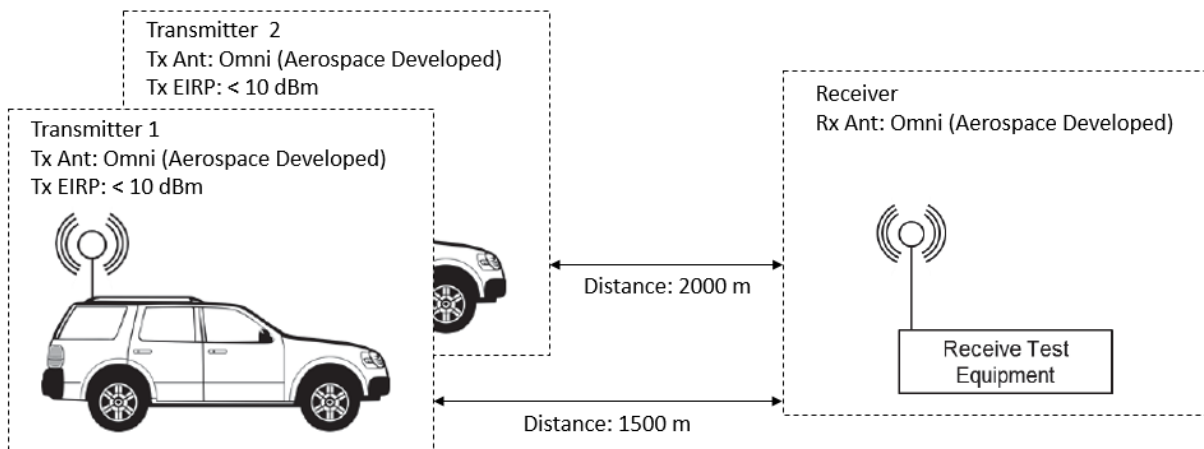 Transmitter 2
Tx Ant: Omni (Aerospace Developed)
Tx EIRP: < 10 dBm
Transmitter 1
Tx Ant: Omni (Aerospace Developed)
Tx EIRP: < 10 dBm
Receiver
Rx Ant: Omni (Aerospace Developed)
Distance: 2000 m
Receive Test
Equipment
Distance: 1500 m